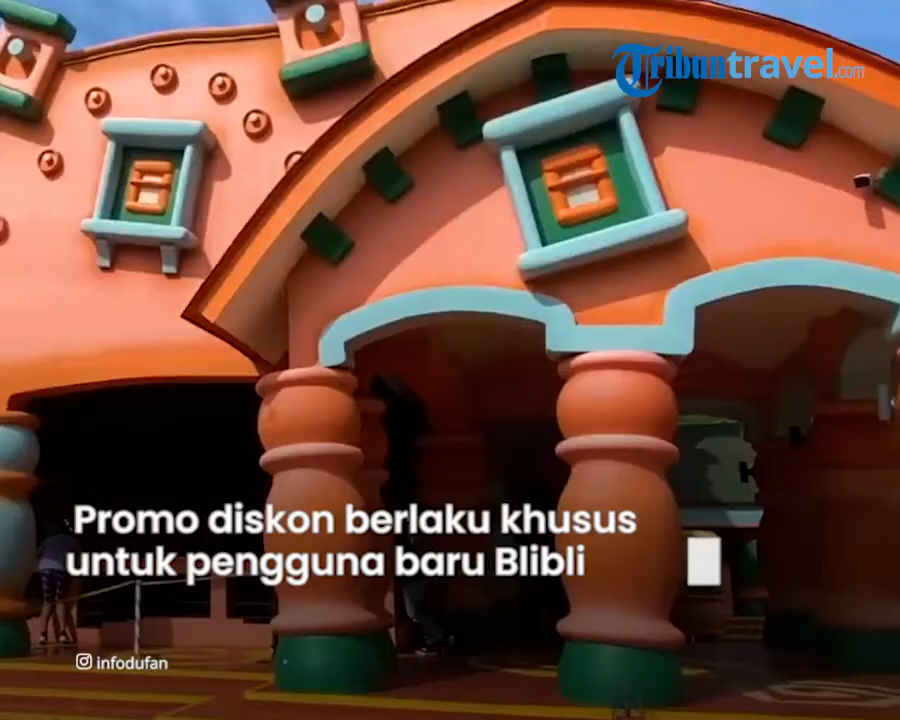 Tribuntravel.com
Promo diskon berlaku khusus
untuk pengguna baru Blibli
infodufan